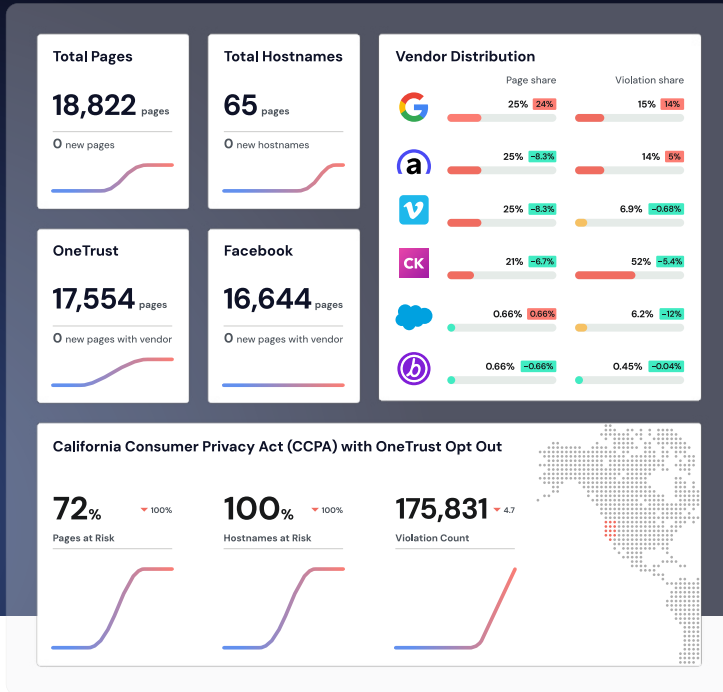 Total Pages
18,822 pages
0 new pages
Total Hostnames
65 pages
0 new hostnames
OneTrust
17,554 pages
0 new pages with vendor
Facebook
16,644 pages
0 new pages with vendor
Vendor Distribution
Page share Violation share
25% 24% 15% 14%
a 25% -8.3% 14% 5%
v 25% -8.3% 6.9% -0.68%
CK 21% -6.7% 52% -5.4%
0.66% 0.66% 6.2% -12%
b 0.66% -0.66% 0.45% -0.04%
California Consumer Privacy Act (CCPA) with OneTrust Opt Out
72% 100%
Pages at Risk
100% 100%
Hostnames at Risk
175,831 4.7
Violation Count